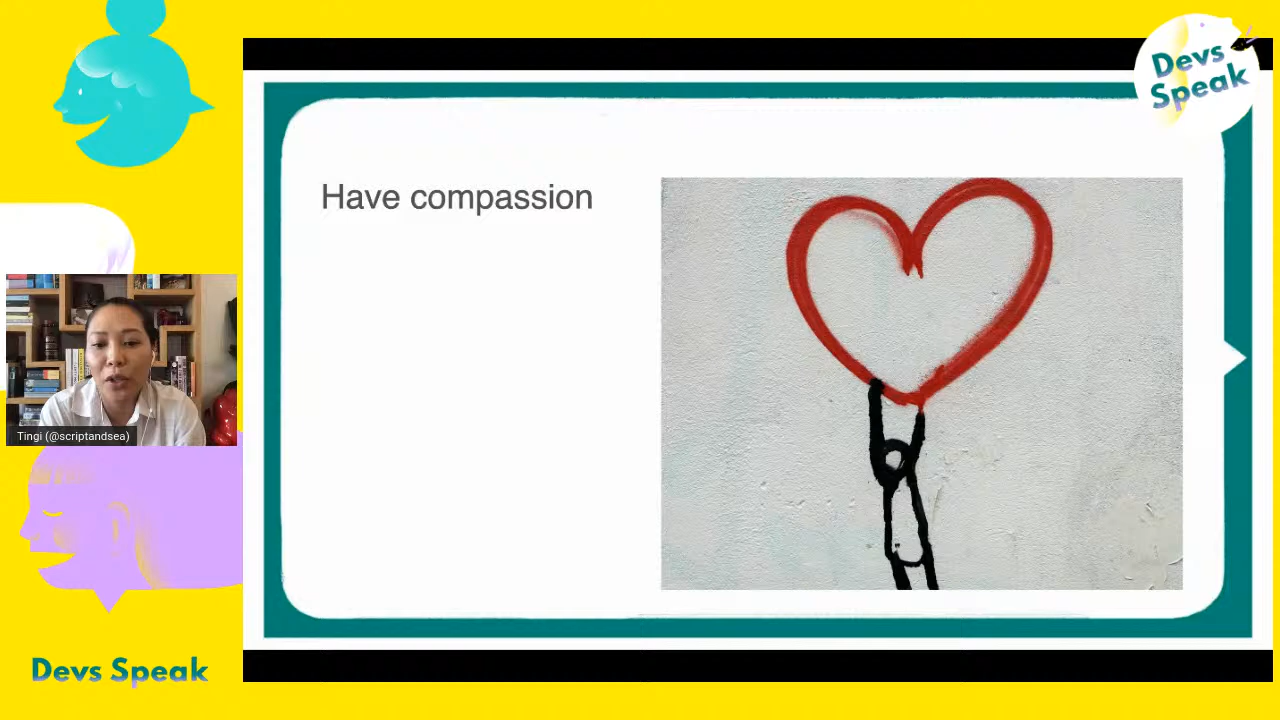 Devs
Speak
Have compassion
Tingi (@scriptandsea)
Devs Speak